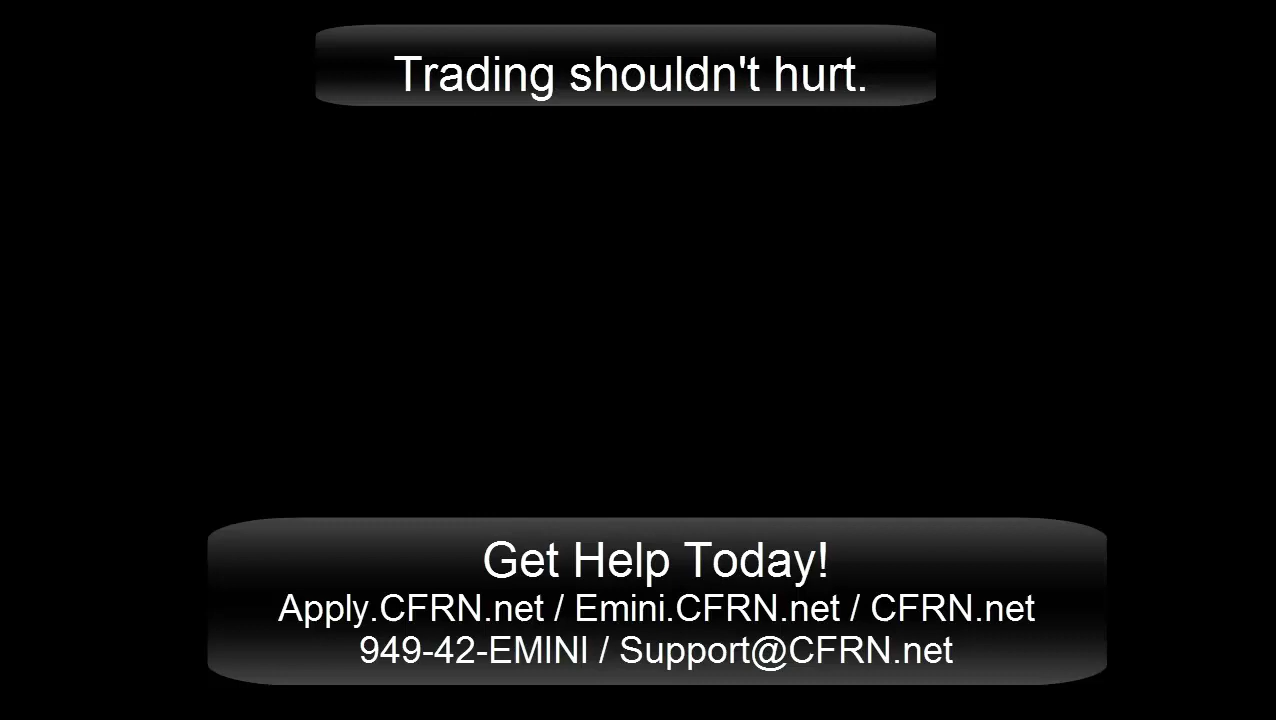 Trading shouldn't hurt.
Get Help Today!
Apply.CFRN.net / Emini.CFRN.net / CFRN.net
949-42-EMINI / Support@CFRN.net